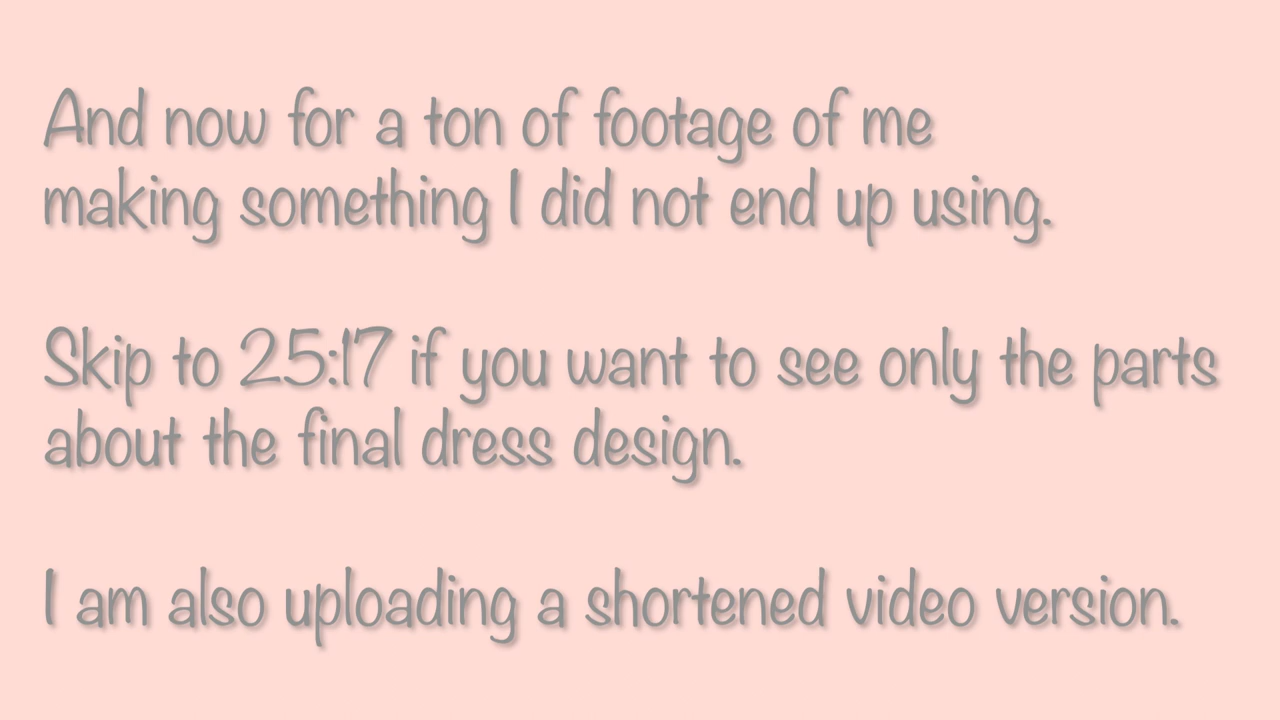 And now for a ton of footage of me
making something I did not end up using.
Skip to 25:17 if you want to see only the parts
about the final dress design.
I am also uploading a shortened video version.